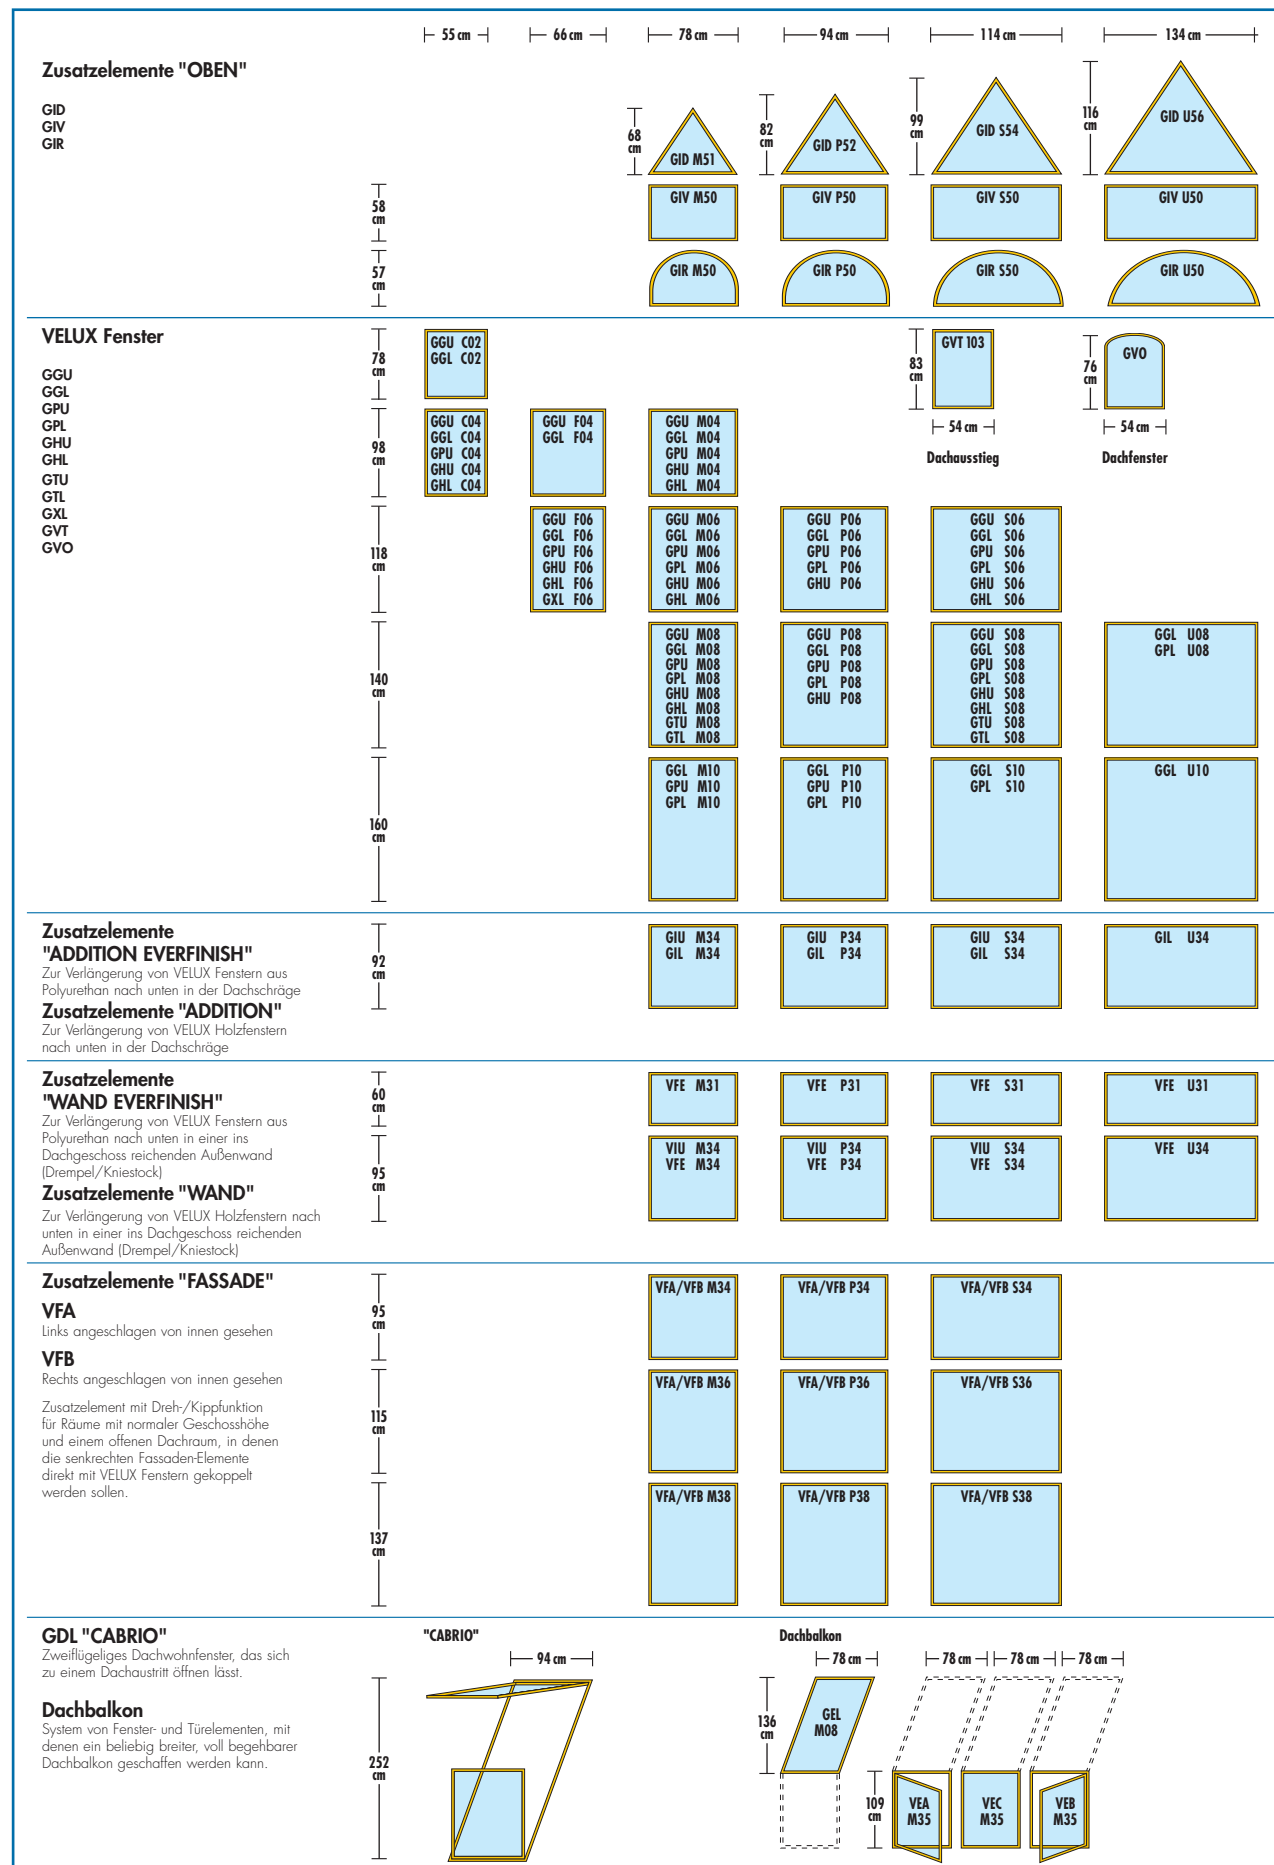 55 cm 66 cm 78 cm 94 cm 114 cm 134 cm
Zusatzelemente "OBEN"
GID
GIV
GIR
68 cm
GID M51
82 cm
GID P52
99 cm
GID S54
116 cm
GID U56
58 cm
GIV M50 GIV P50 GIV S50 GIV U50
57 cm
GIR M50 GIR P50 GIR S50 GIR U50
VELUX Fenster
GGU
GGL
GPU
GPL
GHU
GHL
GTU
GTL
GXL
GVT
GVO
78 cm
GGU C02
GGL C02
83 cm
GVT 103
54 cm
Dachausstieg
76 cm
GVO
54 cm
Dachfenster
98 cm
GGU C04
GGL C04
GPU C04
GHU C04
GHL C04
GGU F04
GGL F04
GGU M04
GGL M04
GPU M04
GHU M04
GHL M04
118 cm
GGU F06
GGL F06
GPU F06
GHU F06
GHL F06
GXL F06
GGU M06
GGL M06
GPU M06
GPL M06
GHU M06
GHL M06
GGU P06
GGL P06
GPU P06
GPL P06
GHU P06
GGU S06
GGL S06
GPU S06
GPL S06
GHU S06
GHL S06
140 cm
GGU M08
GGL M08
GPU M08
GPL M08
GHU M08
GHL M08
GTU M08
GTL M08
GGU P08
GGL P08
GPU P08
GPL P08
GHU P08
GGU S08
GGL S08
GPU S08
GPL S08
GHU S08
GHL S08
GTU S08
GTL S08
GGL U08
GPL U08
160 cm
GGL M10
GPU M10
GPL M10
GGL P10
GPU P10
GPL P10
GGL S10
GPL S10
GGL U10
Zusatzelemente
"ADDITION EVERFINISH"
Zur Verlängerung von VELUX Fenstern aus
Polyurethan nach unten in der Dachschräge
Zusatzelemente "ADDITION"
Zur Verlängerung von VELUX Holzfenstern
nach unten in der Dachschräge
92 cm
GIU M34
GIL M34
GIU P34
GIL P34
GIU S34
GIL S34
GIL U34
Zusatzelemente
"WAND EVERFINISH"
Zur Verlängerung von VELUX Fenstern aus
Polyurethan nach unten in einer ins
Dachgeschoss reichenden Außenwand
(Drempel/Kniestock)
Zusatzelemente "WAND"
Zur Verlängerung von VELUX Holzfenstern nach
unten in einer ins Dachgeschoss reichenden
Außenwand (Drempel/Kniestock)
60 cm
VFE M31 VFE P31 VFE S31 VFE U31
95 cm
VIU M34
VFE M34
VIU P34
VFE P34
VIU S34
VFE S34
VFE U34
Zusatzelemente "FASSADE"
VFA
Links angeschlagen von innen gesehen
VFB
Rechts angeschlagen von innen gesehen
Zusatzelement mit Dreh-/Kippfunktion
für Räume mit normaler Geschosshöhe
und einem offenen Dachraum, in denen
die senkrechten Fassaden-Elemente
direkt mit VELUX Fenstern gekoppelt
werden sollen.
95 cm
VFA/VFB M34 VFA/VFB P34 VFA/VFB S34
115 cm
VFA/VFB M36 VFA/VFB P36 VFA/VFB S36
137 cm
VFA/VFB M38 VFA/VFB P38 VFA/VFB S38
GDL "CABRIO"
Zweiflügeliges Dachwohnfenster, das sich
zu einem Dachaustritt öffnen lässt.
Dachbalkon
System von Fenster- und Türelementen, mit
denen ein beliebig breiter, voll begehbarer
Dachbalkon geschaffen werden kann.
"CABRIO"
94 cm
252 cm
Dachbalkon
78 cm 78 cm 78 cm 78 cm
136 cm
GEL
M08
109 cm
VEA
M35
VEC
M35
VEB
M35